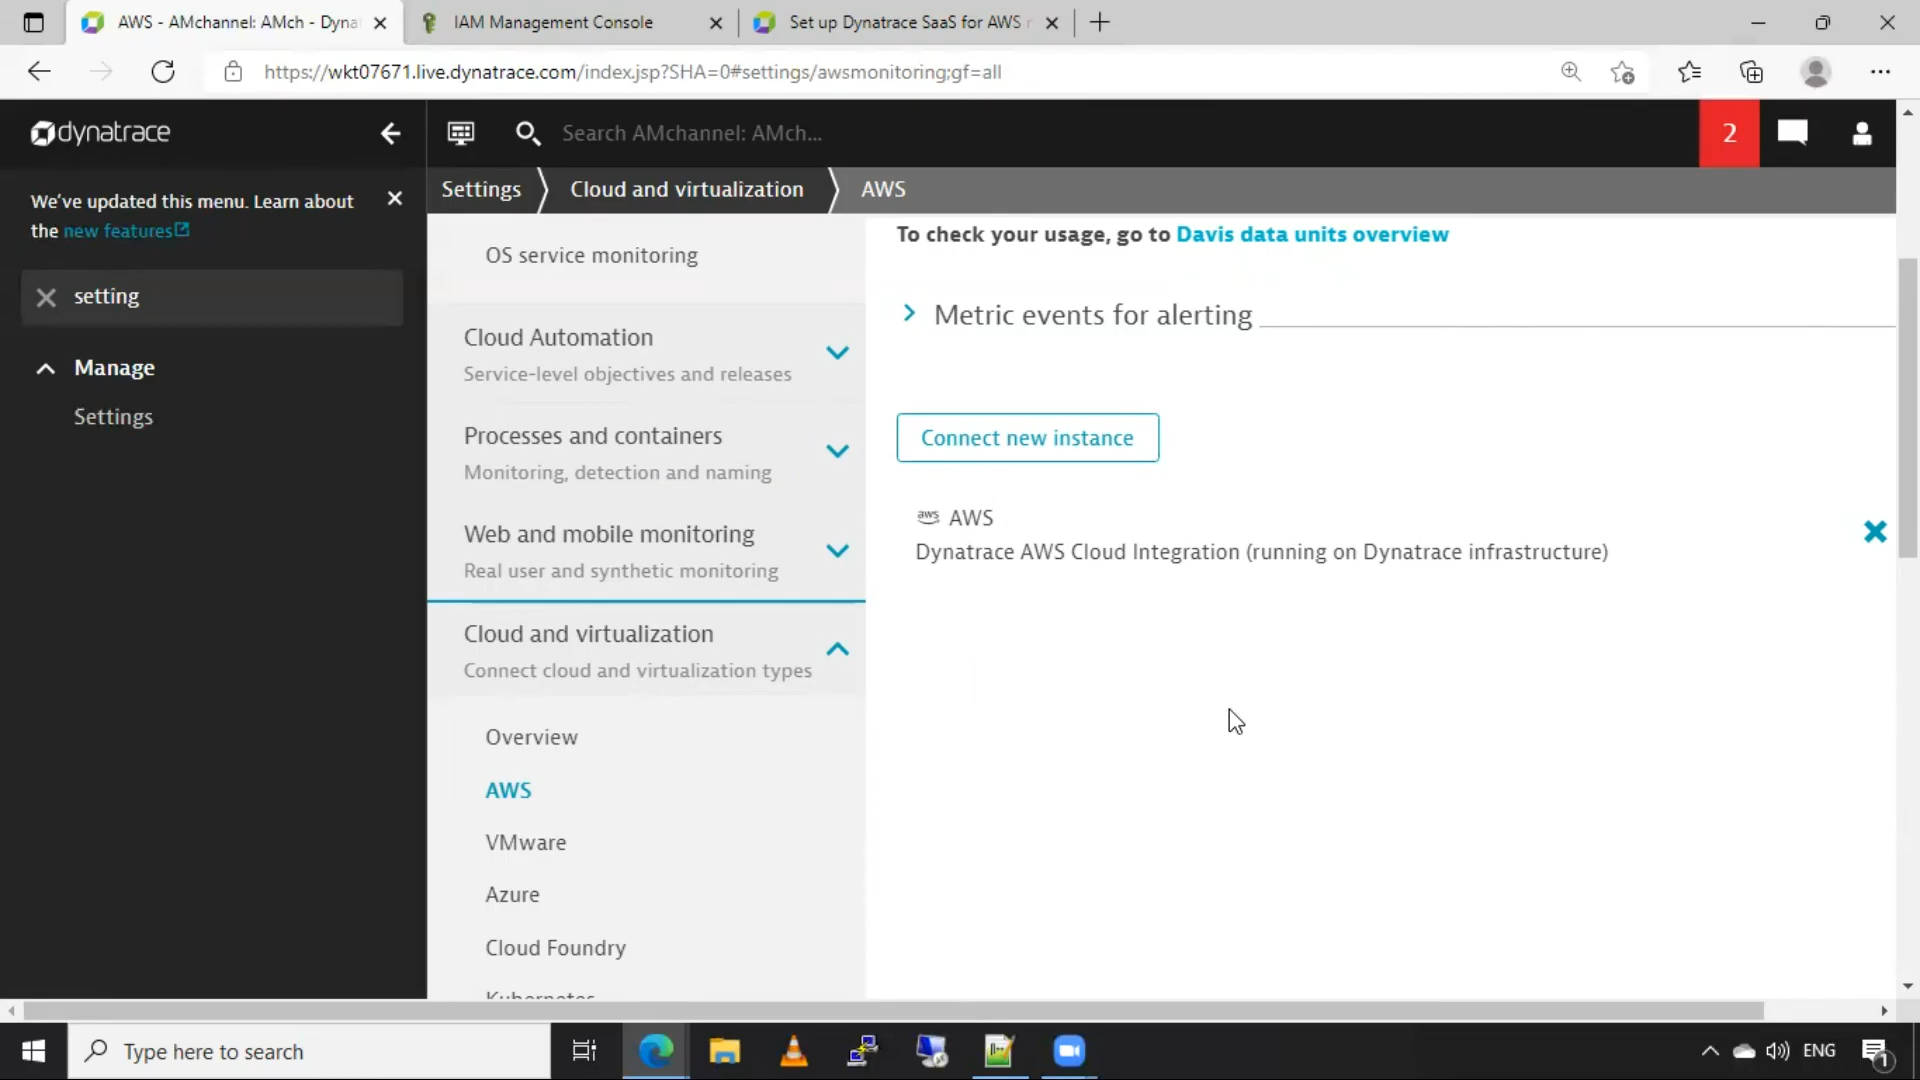 AWS - AMchannel: AMch - Dyna
IAM Management Console
Set up Dynatrace SaaS for AWS
https://wkt07671.live.dynatrace.com/index.jsp?SHA=0#settings/awsmonitoring;gf=all
dynatrace
Search AMchannel: AMch...
2
We've updated this menu. Learn about
the new features
setting
Manage
Settings
Settings
Cloud and virtualization
AWS
OS service monitoring
Cloud Automation
Service-level objectives and releases
Processes and containers
Monitoring, detection and naming
Web and mobile monitoring
Real user and synthetic monitoring
Cloud and virtualization
Connect cloud and virtualization types
Overview
AWS
VMware
Azure
Cloud Foundry
Kubernetes
To check your usage, go to Davis data units overview
Metric events for alerting
Connect new instance
aws AWS
Dynatrace AWS Cloud Integration (running on Dynatrace infrastructure)
Type here to search
ENG
1